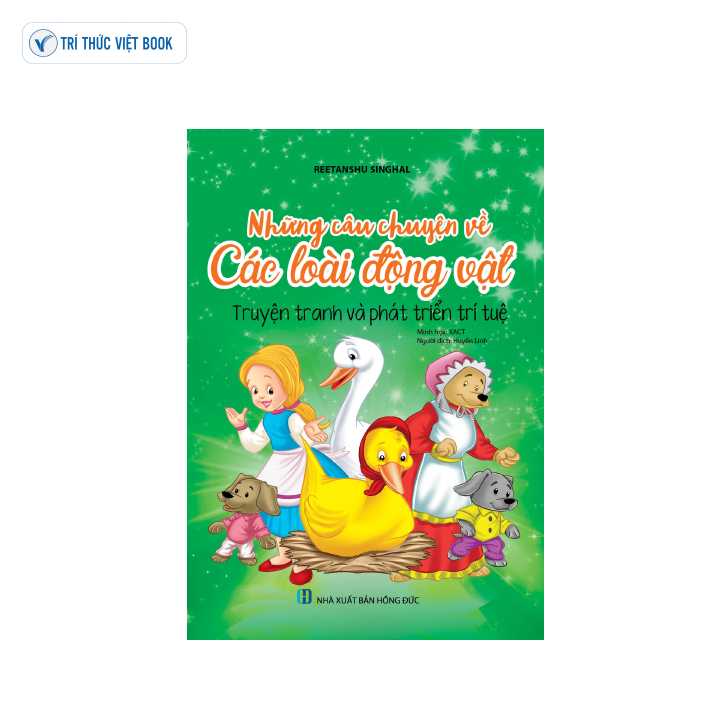 TRÍ THỨC VIỆT BOOK
REETANSHU SINGHAL
Những câu chuyện về
Các loài động vật
Truyện tranh và phát triển trí tuệ
Minh họa: XACT
Người dịch: Huyền Linh
NHÀ XUẤT BẢN HỒNG ĐỨC